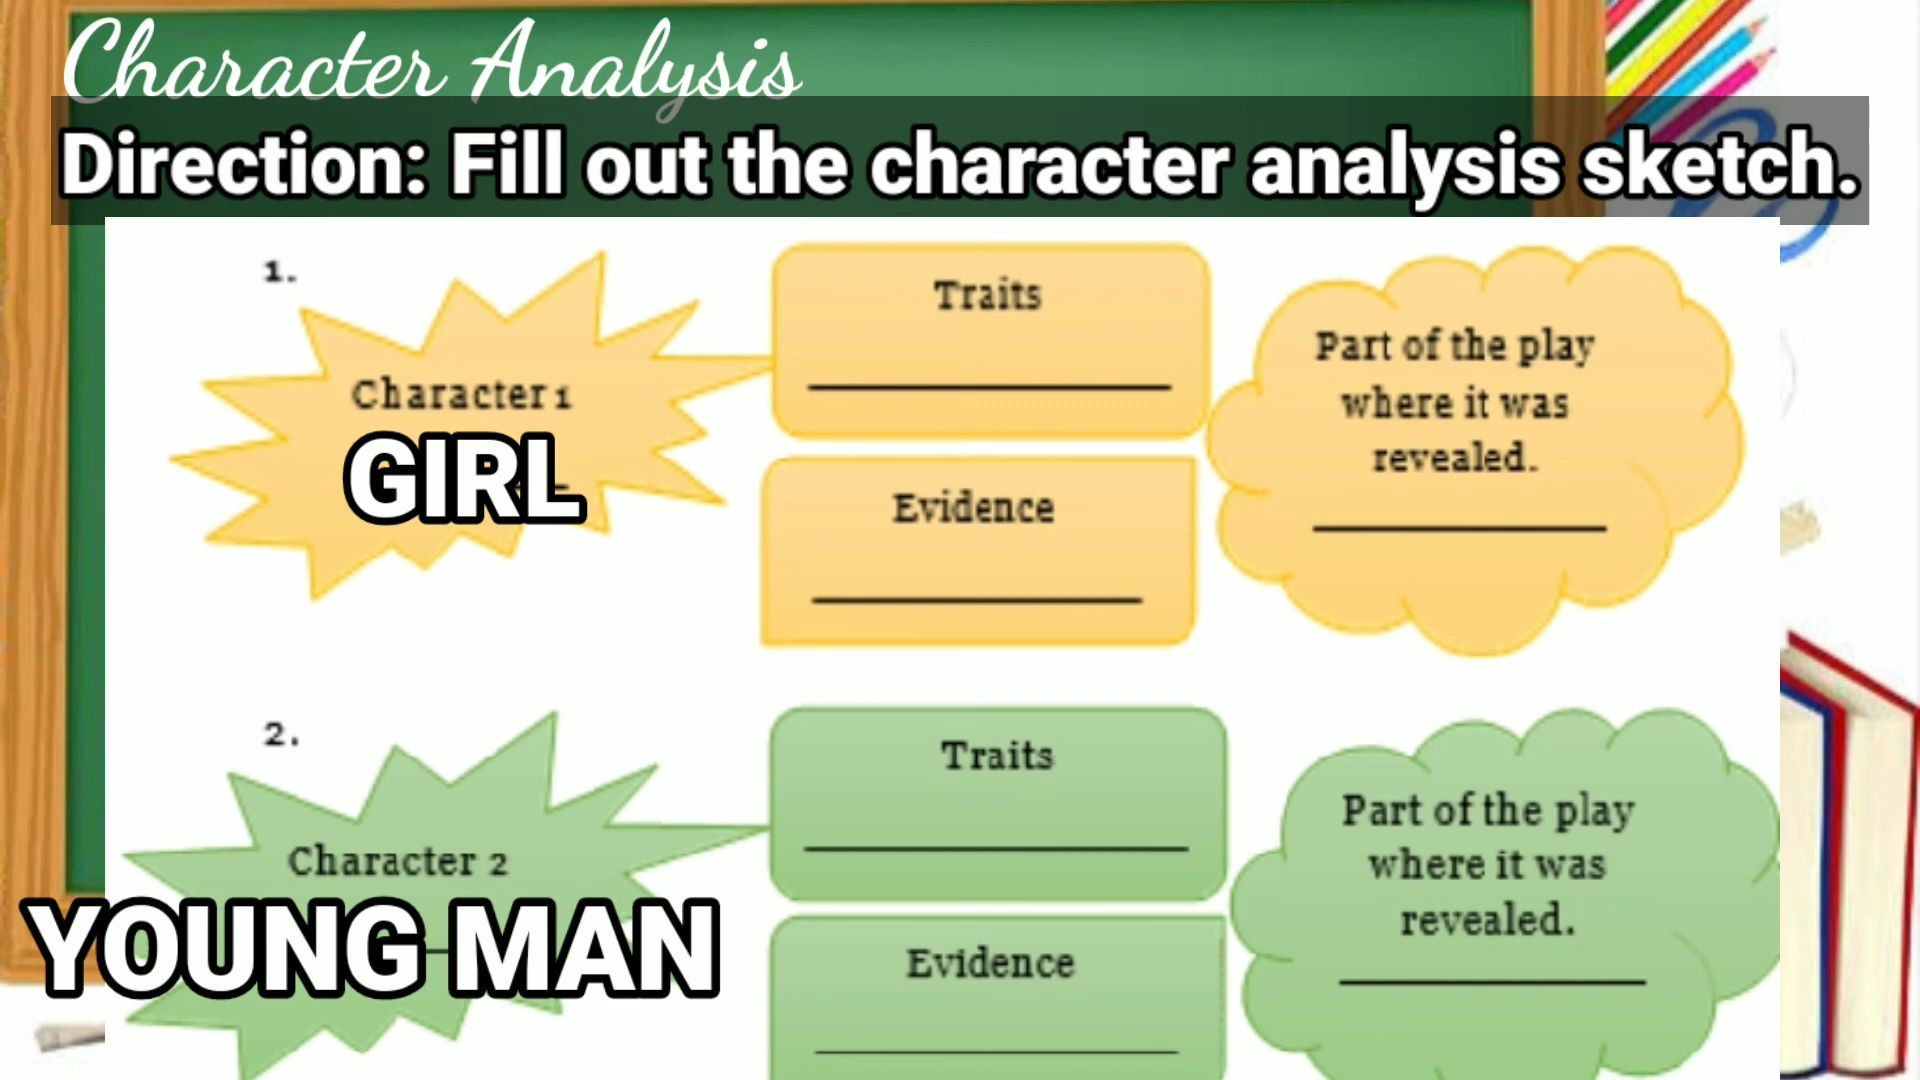 Character Analysis
Direction: Fill out the character analysis sketch.
1.
Character 1
GIRL
Traits
Evidence
Part of the play
where it was
revealed.
2.
Character 2
YOUNG MAN
Traits
Evidence
Part of the play
where it was
revealed.